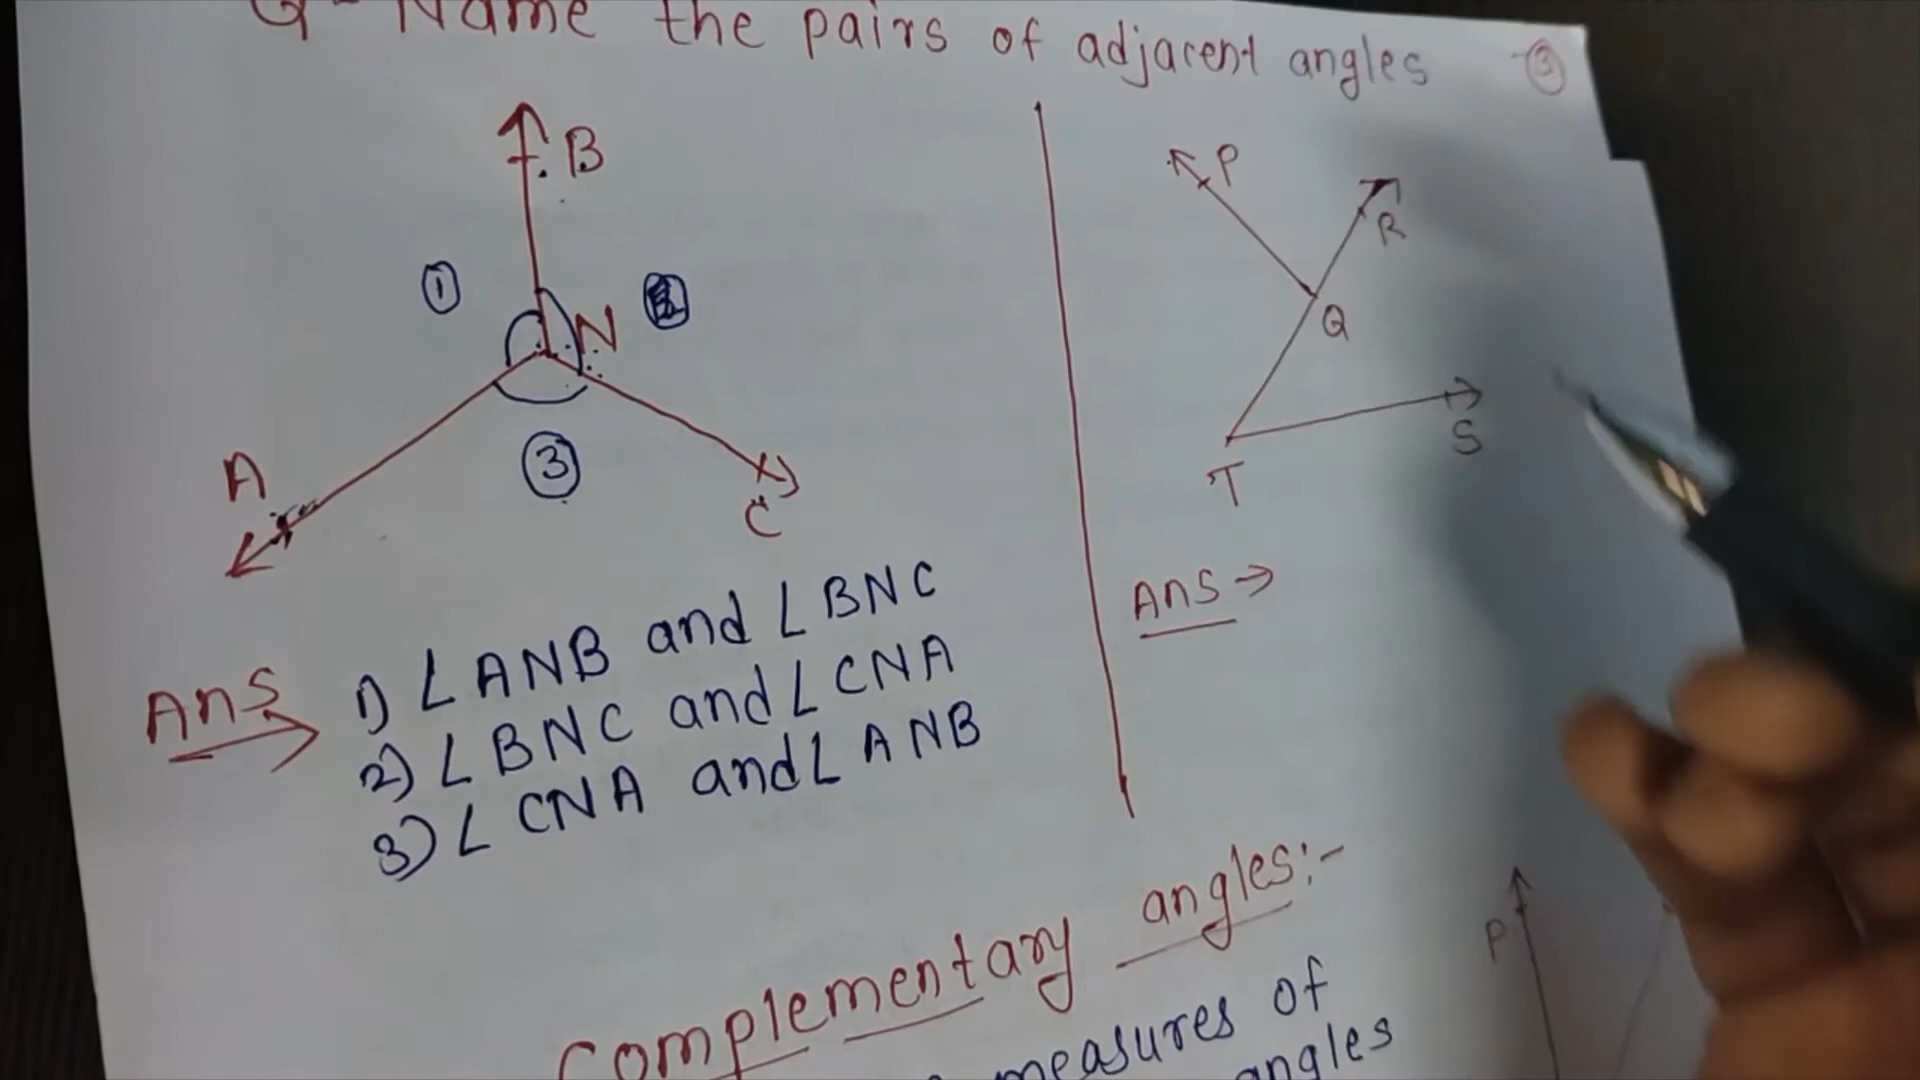 Q - Name the pairs of adjacent angles ③
B
① N
A
③
C
P
R
Q
S
T
Ans → 1) ∠ANB and ∠BNC
2) ∠BNC and ∠CNA
3) ∠CNA and ∠ANB
Ans →
Complementary angles:-
measures of
angles
P